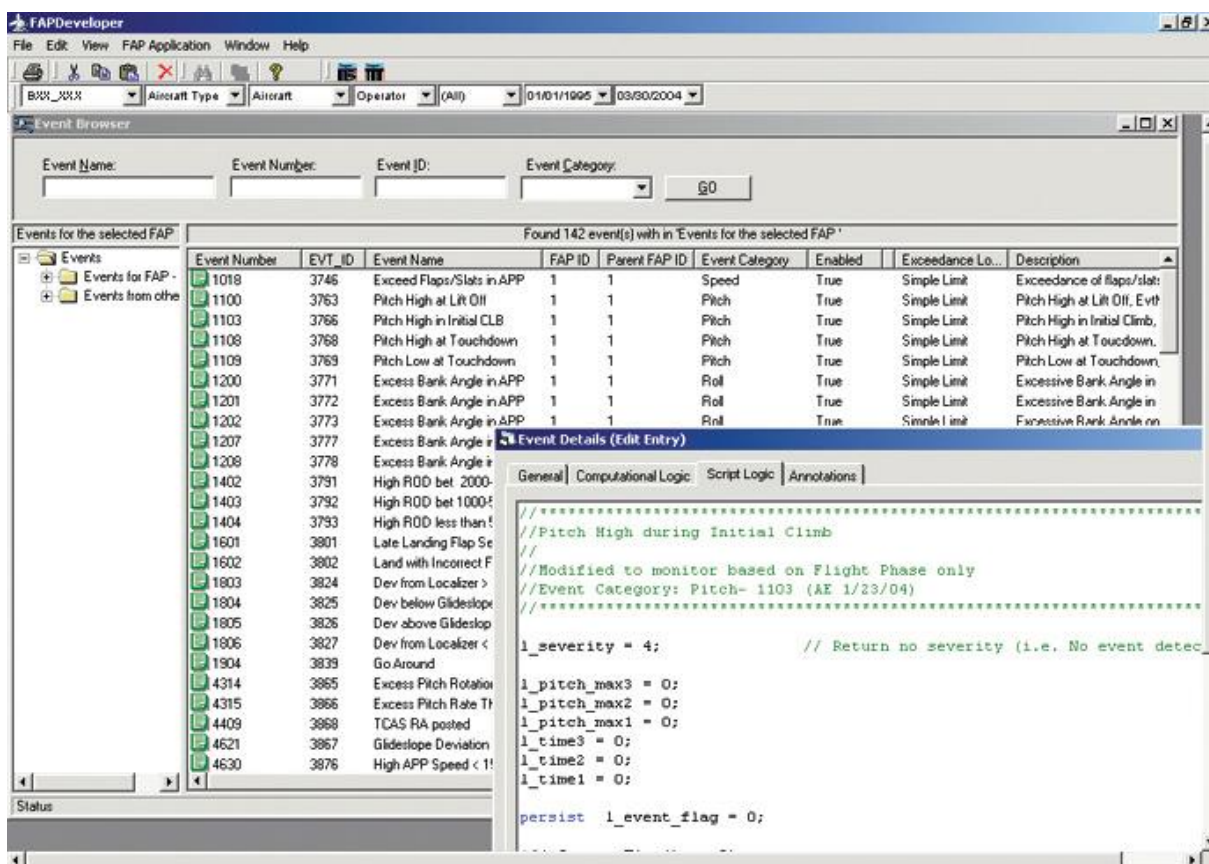 FAPDeveloper
File Edit View FAP Application Window Help
BXX_XXX Aircraft Type Aircraft Operator (All) 01/01/1995 03/30/2004
Event Browser
Event Name: Event Number: Event ID: Event Category:
GO
Events for the selected FAP Found 142 event(s) with in 'Events for the selected FAP '
Events Event Number EVT_ID Event Name FAP ID Parent FAP ID Event Category Enabled Exceedance Lo... Description
Events for FAP - 1018 3746 Exceed Flaps/Slats in APP 1 1 Speed True Simple Limit Exceedance of flaps/slats
Events from othe 1100 3763 Pitch High at Lift Off 1 1 Pitch True Simple Limit Pitch High at Lift Off, Evt
1103 3766 Pitch High in Initial CLB 1 1 Pitch True Simple Limit Pitch High in Initial Climb,
1108 3768 Pitch High at Touchdown 1 1 Pitch True Simple Limit Pitch High at Toucdown,
1109 3769 Pitch Low at Touchdown 1 1 Pitch True Simple Limit Pitch Low at Touchdown,
1200 3771 Excess Bank Angle in APP 1 1 Roll True Simple Limit Excessive Bank Angle in
1201 3772 Excess Bank Angle in APP 1 1 Roll True Simple Limit Excessive Bank Angle in
1202 3773 Excess Bank Angle in APP 1 1 Roll True Simple Limit Excessive Bank Angle on
1207 3777 Excess Bank Angle
1208 3778 Excess Bank Angle
1402 3791 High ROD bet 2000-
1403 3792 High ROD bet 1000-
1404 3793 High ROD less than
1601 3801 Late Landing Flap Se
1602 3802 Land with Incorrect F
1803 3824 Dev from Localizer >
1804 3825 Dev below Glideslope
1805 3826 Dev above Glideslop
1806 3827 Dev from Localizer <
1904 3839 Go Around
4314 3865 Excess Pitch Rotation
4315 3866 Excess Pitch Rate Th
4409 3868 TCAS RA posted
4621 3867 Glideslope Deviation
4630 3876 High APP Speed < 15
Status
Event Details (Edit Entry)
General Computational Logic Script Logic Annotations
//**********************************************************************
//Pitch High during Initial Climb
//
//Modified to monitor based on Flight Phase only
//Event Category: Pitch- 1103 (AE 1/23/04)
//**********************************************************************
l_severity = 4; // Return no severity (i.e. No event detec
l_pitch_max3 = 0;
l_pitch_max2 = 0;
l_pitch_max1 = 0;
l_time3 = 0;
l_time2 = 0;
l_time1 = 0;
persist l_event_flag = 0;